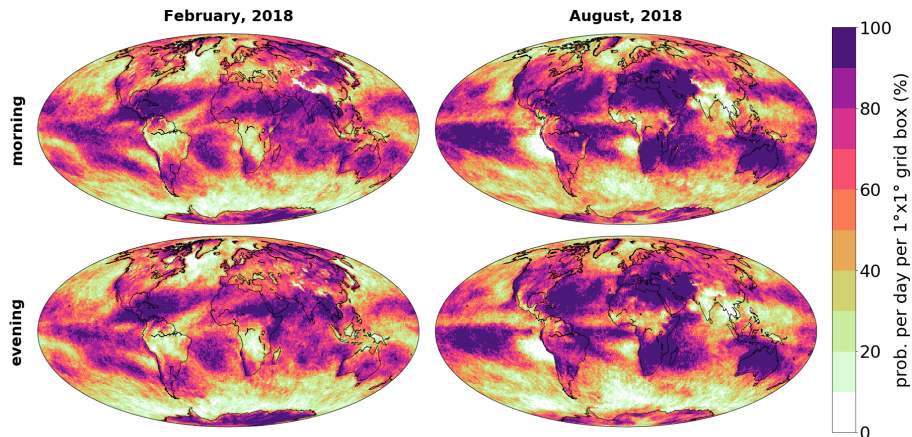 February, 2018
August, 2018
morning
evening
100
80
60
40
20
0
prob. per day per 1°x1° grid box (%)